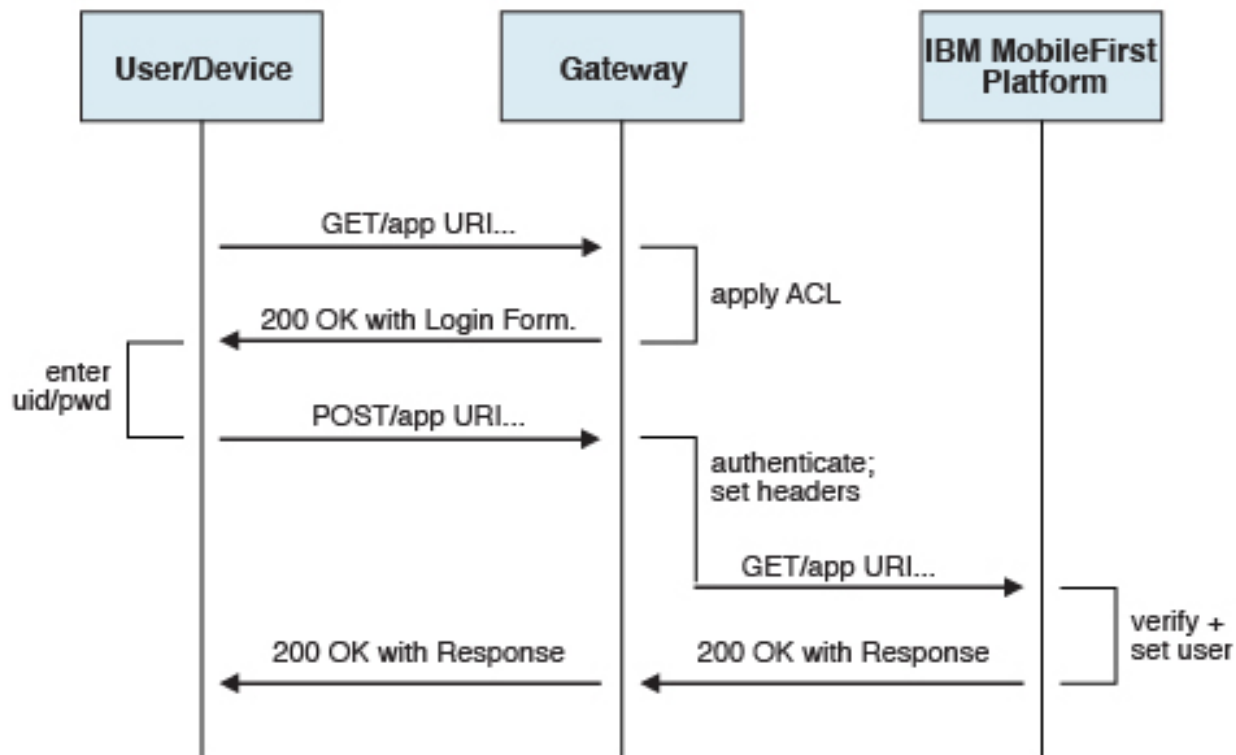 User/Device
Gateway
IBM MobileFirst
Platform
GET/app URI...
apply ACL
200 OK with Login Form.
enter
uid/pwd
POST/app URI...
authenticate;
set headers
GET/app URI...
verify +
set user
200 OK with Response
200 OK with Response